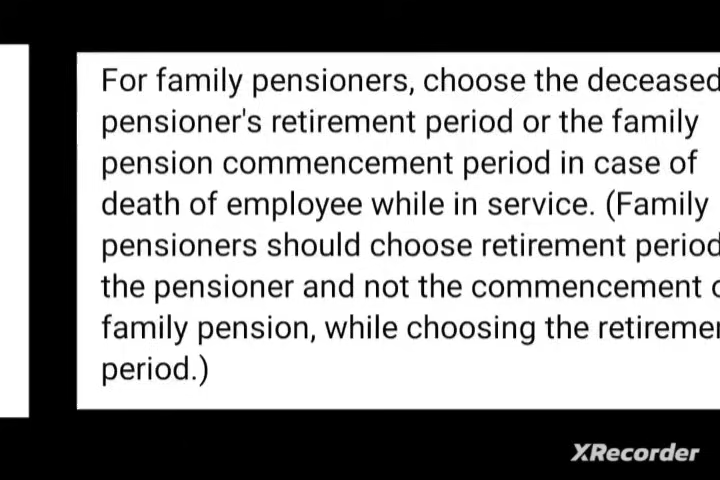 For family pensioners, choose the deceased
pensioner's retirement period or the family
pension commencement period in case of
death of employee while in service. (Family
pensioners should choose retirement period
the pensioner and not the commencement
family pension, while choosing the
period.)
XRecorder